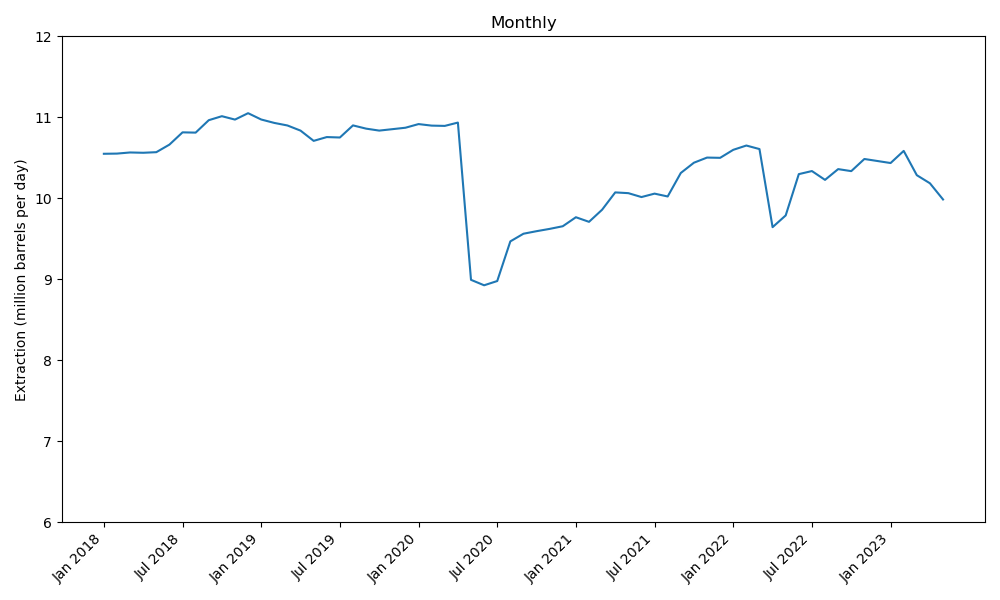 Monthly
Extraction (million barrels per day)
12
11
10
9
8
7
6
Jan 2018
Jul 2018
Jan 2019
Jul 2019
Jan 2020
Jul 2020
Jan 2021
Jul 2021
Jan 2022
Jul 2022
Jan 2023